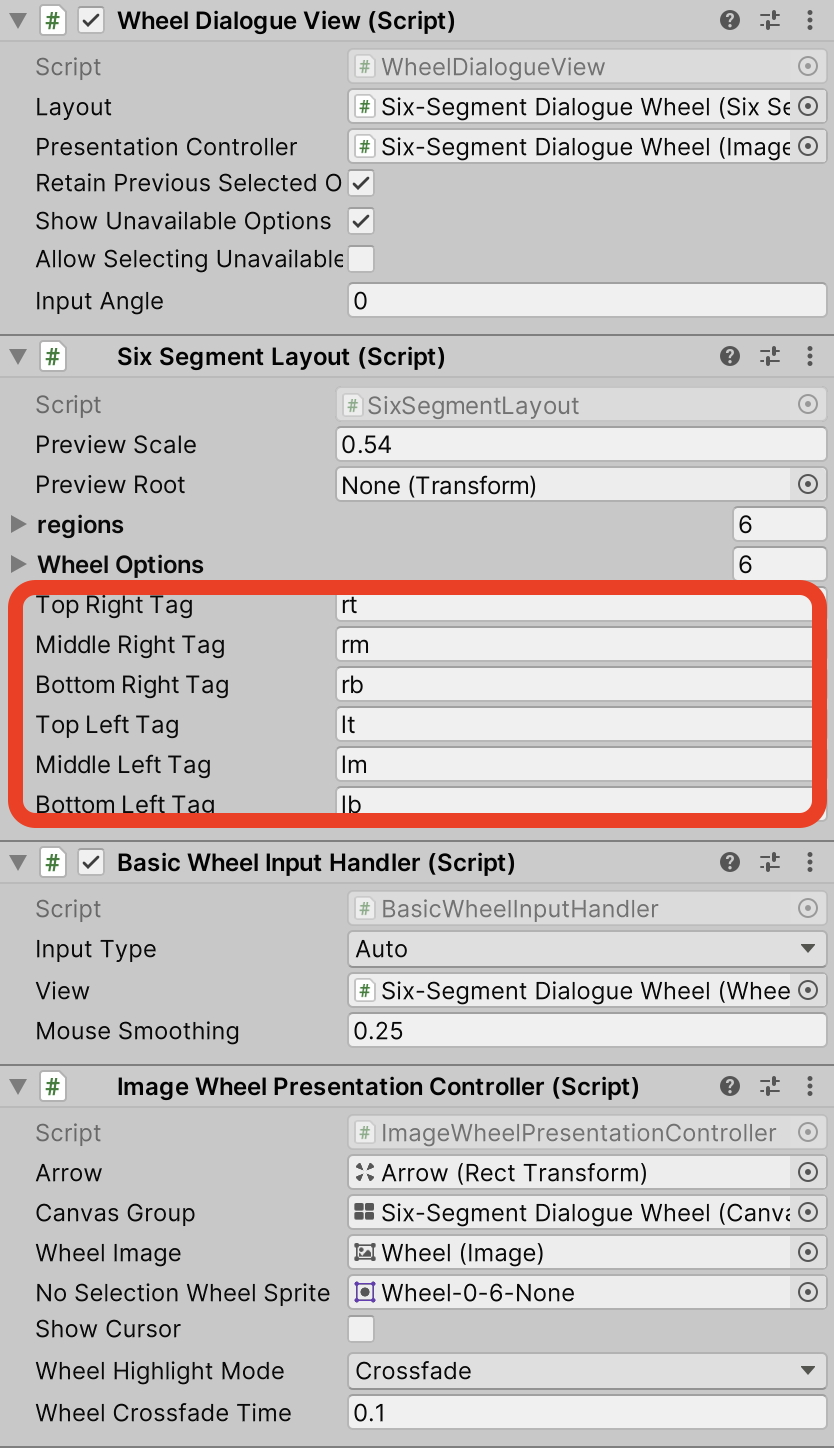 Wheel Dialogue View (Script)
Script # WheelDialogueView
Layout # Six-Segment Dialogue Wheel (Six Se
Presentation Controller # Six-Segment Dialogue Wheel (Image
Retain Previous Selected O
Show Unavailable Options
Allow Selecting Unavailable
Input Angle 0
# Six Segment Layout (Script)
Script # SixSegmentLayout
Preview Scale 0.54
Preview Root None (Transform)
regions 6
Wheel Options 6
Top Right Tag rt
Middle Right Tag rm
Bottom Right Tag rb
Top Left Tag lt
Middle Left Tag lm
Bottom Left Tag lb
# Basic Wheel Input Handler (Script)
Script # BasicWheelInputHandler
Input Type Auto
View # Six-Segment Dialogue Wheel (Whee
Mouse Smoothing 0.25
# Image Wheel Presentation Controller (Script)
Script # ImageWheelPresentationController
Arrow Arrow (Rect Transform)
Canvas Group Six-Segment Dialogue Wheel (Canva
Wheel Image Wheel (Image)
No Selection Wheel Sprite Wheel-0-6-None
Show Cursor
Wheel Highlight Mode Crossfade
Wheel Crossfade Time 0.1